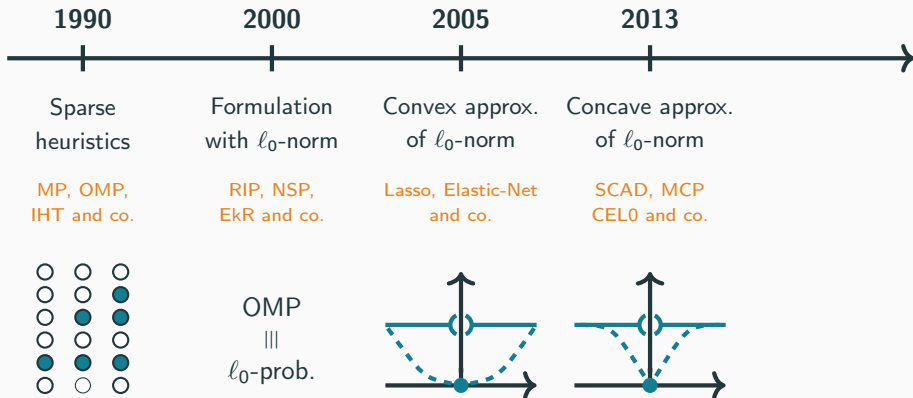 1990
2000
2005
2013
Sparse
heuristics
Formulation
with ℓ₀-norm
Convex approx.
of ℓ₀-norm
Concave approx.
of ℓ₀-norm
MP, OMP,
IHT and co.
RIP, NSP,
EkR and co.
Lasso, Elastic-Net
and co.
SCAD, MCP
CEL0 and co.
OMP
≡
ℓ₀-prob.